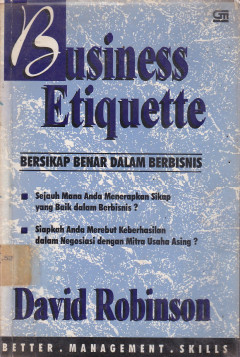 Business
Etiquette
BERSIKAP BENAR DALAM BERBISNIS
Sejauh Mana Anda Menerapkan Sikap
yang Baik dalam Berbisnis ?
Siapkah Anda Merebut Keberhasilan
dalam Negosiasi dengan Mitra Usaha Asing ?
David Robinson
BETTER . MANAGEMENT . SKILLS